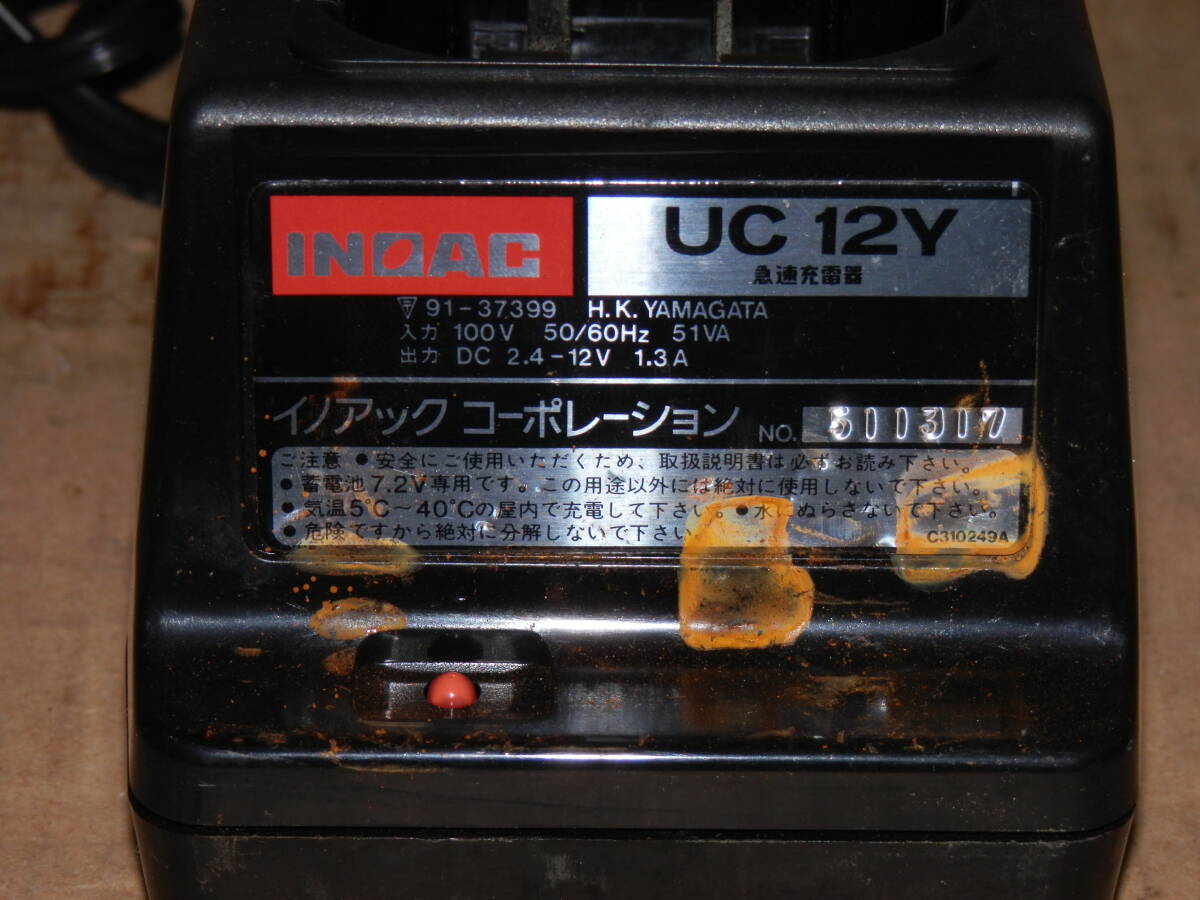 INOAC
UC 12Y
急速充電器
〒 91-37399 H.K. YAMAGATA
入力 100V 50/60Hz 51VA
出力 DC 2.4-12V 1.3A
イノアック コーポレーション NO. 511317
ご注意 ●安全にご使用いただくため、取扱説明書は必ずお読み下さい。
●蓄電池7.2V専用です。この用途以外には絶対に使用しないで下さい。
●気温5℃～40℃の屋内で充電して下さい。●水にぬらさないで下さい。
●危険ですから絶対に分解しないで下さい
C310249A